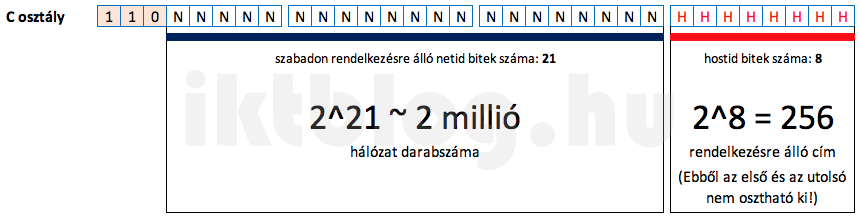 C osztály 1 1 0 N N N N N N N N N N N N N N N N N N N N N H H H H H H H H
szabadon rendelkezésre álló netid bitek száma: 21
2^21 ~ 2 millió
hálózat darabszáma
hostid bitek száma: 8
2^8 = 256
rendelkezésre álló cím
(Ebből az első és az utolsó
nem osztható ki!)
iktblog.hu